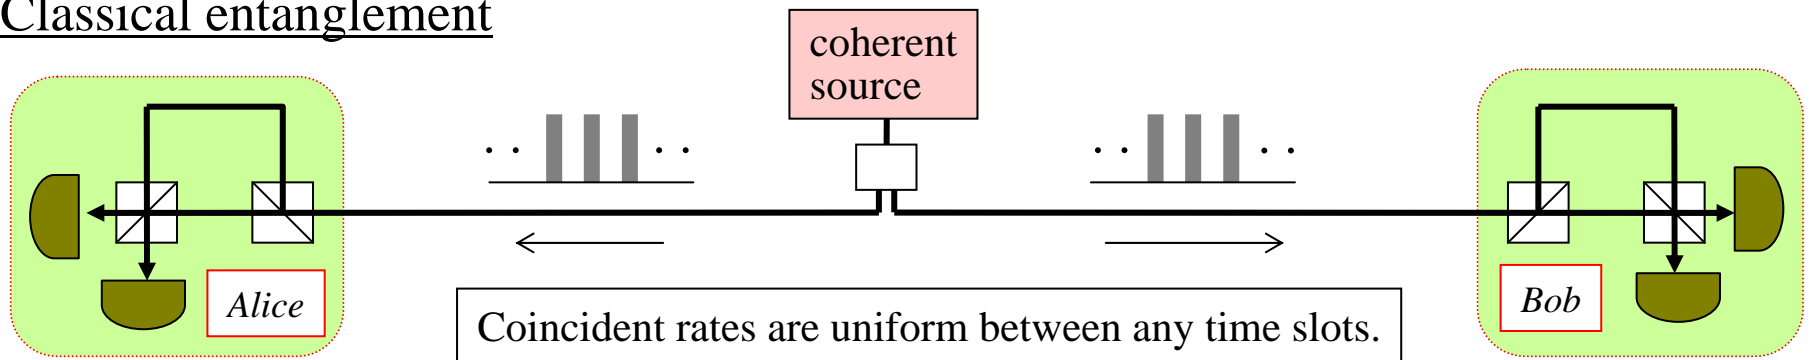 Classical entanglement
coherent
source
. .
. .
. .
. .
Alice
Bob
Coincident rates are uniform between any time slots.